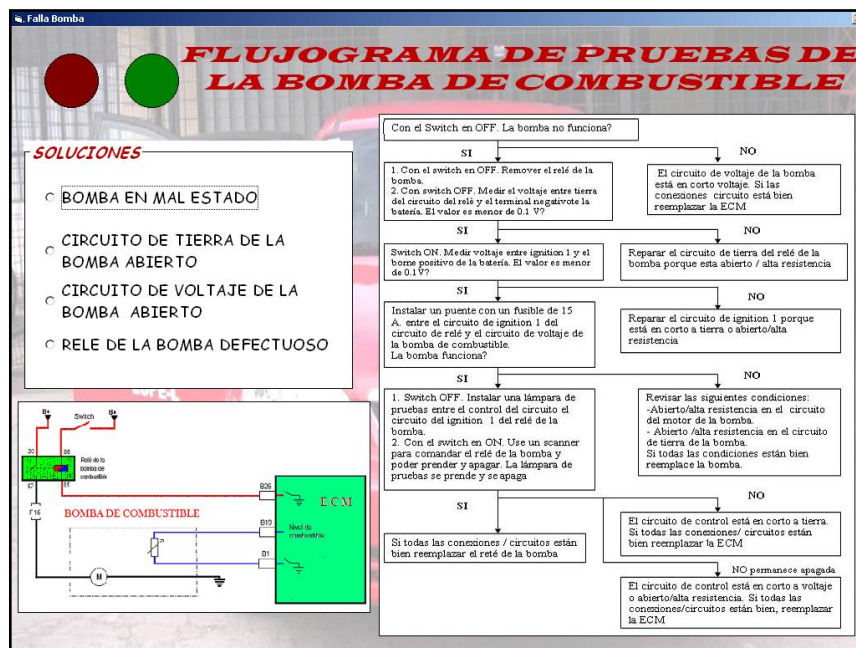 Falla Bomba
FLUJOGRAMA DE PRUEBAS DE
LA BOMBA DE COMBUSTIBLE
SOLUCIONES
BOMBA EN MAL ESTADO
CIRCUITO DE TIERRA DE LA
BOMBA ABIERTO
CIRCUITO DE VOLTAJE DE LA
BOMBA ABIERTO
RELE DE LA BOMBA DEFECTUOSO
Con el Switch en OFF. La bomba no funciona?
SI
NO
1. Con el switch en OFF. Remover el relé de la
bomba.
2. Con switch OFF. Medir el voltaje entre tierra
del circuito del relé y el terminal negativote la
batería. El valor es menor de 0.1 V?
El circuito de voltaje de la bomba
está en corto voltaje. Si las
conexiones circuito está bien
reemplazar la ECM
SI
NO
Switch ON. Medir voltaje entre ignition 1 y el
borne positivo de la batería. El valor es menor
de 0.1V?
Reparar el circuito de tierra del relé de la
bomba porque esta abierto / alta resistencia
SI
NO
Instalar un puente con un fusible de 15
A. entre el circuito de ignition 1 del
circuito de relé y el circuito de voltaje de
la bomba de combustible.
La bomba funciona?
Reparar el circuito de ignition 1 porque
está en corto a tierra o abierto/alta
resistencia
SI
NO
1. Switch OFF. Instalar una lámpara de
pruebas entre el control del circuito el
circuito del ignition 1 del relé de la
bomba.
2. Con el switch en ON. Use un scanner
para comandar el relé de la bomba y
poder prender y apagar. La lámpara de
pruebas se prende y se apaga
Revisar las siguientes condiciones:
-Abierto/alta resistencia en el circuito
del motor de la bomba.
- Abierto /alta resistencia en el circuito
de tierra de la bomba.
Si todas las condiciones están bien
reemplace la bomba.
SI
NO
Si todas las conexiones / circuitos están
bien reemplazar el relé de la bomba
El circuito de control está en corto a tierra.
Si todas las conexiones/ circuitos están
bien reemplazar la ECM
NO permanece apagada
El circuito de control está en corto a voltaje
o abierto/alta resistencia. Si todas las
conexiones/circuitos están bien, reemplazar
la ECM
B+
Switch
B+
30
86
Relé de la
bomba de
combustible
87
85
F15
BOMBA DE COMBUSTIBLE
M
B26
ECM
B19
Nivel de
combustible
B1